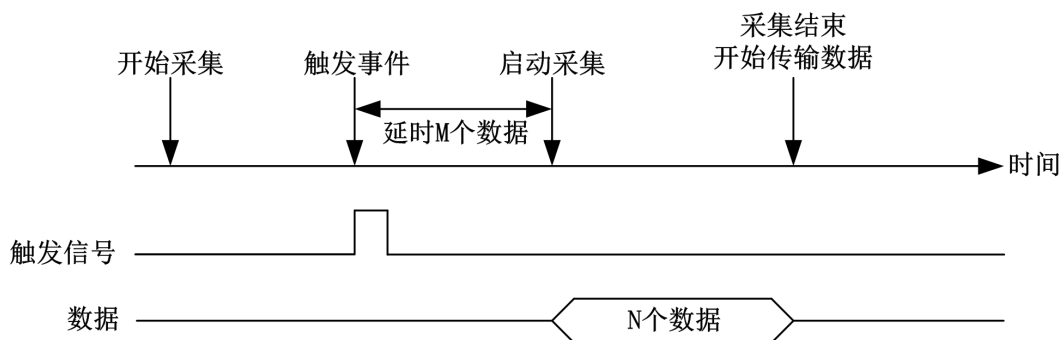 采集结束
开始采集
触发事件
启动采集
开始传输数据
延时M个数据
时间
触发信号
数据
N个数据